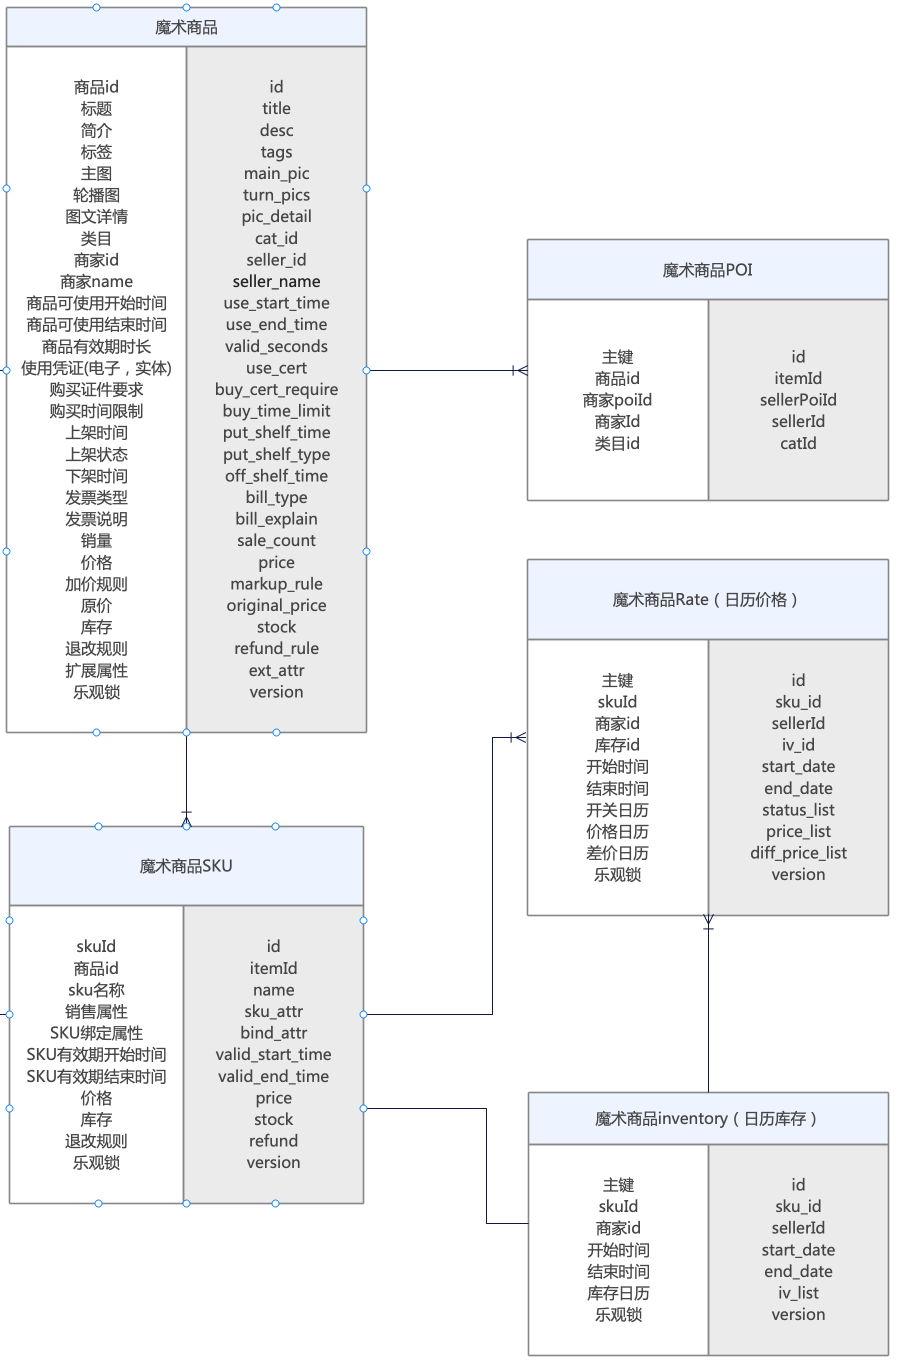 魔术商品
商品id id
标题 title
简介 desc
标签 tags
主图 main_pic
轮播图 turn_pics
图文详情 pic_detail
类目 cat_id
商家id seller_id
商家name seller_name
商品可使用开始时间 use_start_time
商品可使用结束时间 use_end_time
商品有效期时长 valid_seconds
使用凭证(电子，实体) use_cert
购买证件要求 buy_cert_require
购买时间限制 buy_time_limit
上架时间 put_shelf_time
上架状态 put_shelf_type
下架时间 off_shelf_time
发票类型 bill_type
发票说明 bill_explain
销量 sale_count
价格 price
加价规则 markup_rule
原价 original_price
库存 stock
退改规则 refund_rule
扩展属性 ext_attr
乐观锁 version
魔术商品POI
主键 id
商品id itemId
商家poiId sellerPoiId
商家Id sellerId
类目id catId
魔术商品Rate（日历价格）
主键 id
skuId sku_id
商家id sellerId
库存id iv_id
开始时间 start_date
结束时间 end_date
开关日历 status_list
价格日历 price_list
差价日历 diff_price_list
乐观锁 version
魔术商品SKU
skuId id
商品id itemId
sku名称 name
销售属性 sku_attr
SKU绑定属性 bind_attr
SKU有效期开始时间 valid_start_time
SKU有效期结束时间 valid_end_time
价格 price
库存 stock
退改规则 refund
乐观锁 version
魔术商品inventory（日历库存）
主键 id
skuId sku_id
商家id sellerId
开始时间 start_date
结束时间 end_date
库存日历 iv_list
乐观锁 version